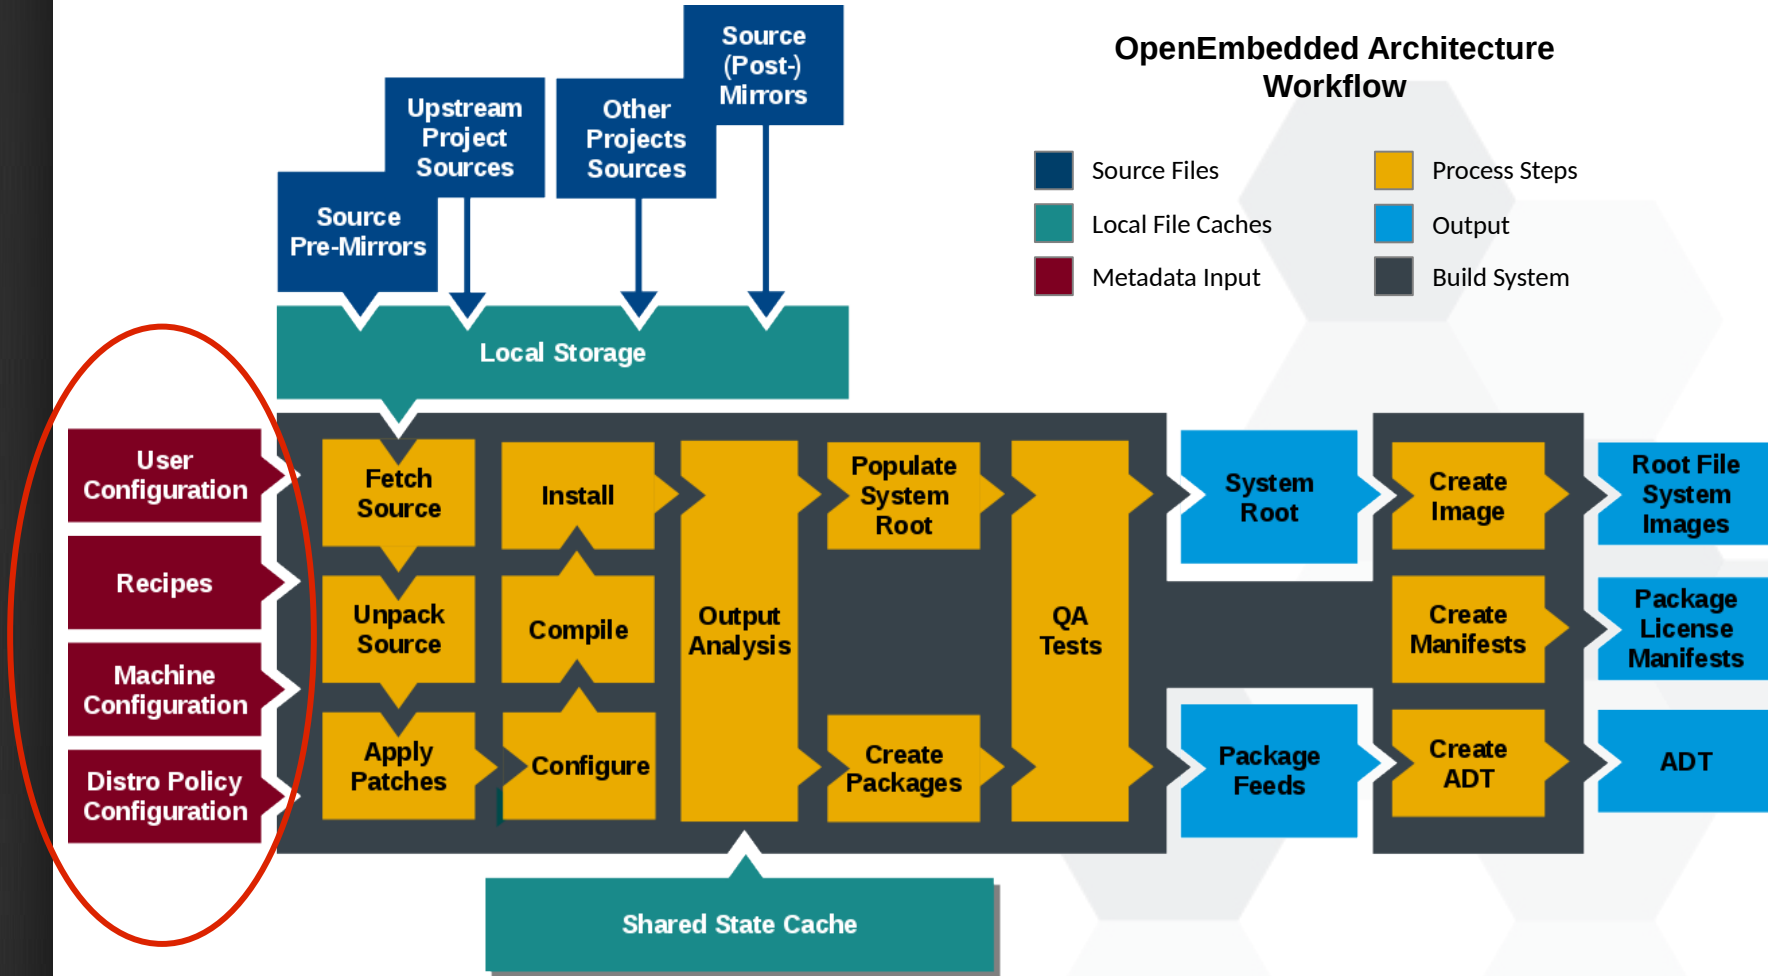 OpenEmbedded Architecture
Workflow
Source Files
Local File Caches
Metadata Input
Process Steps
Output
Build System
Source
(Post-)
Mirrors
Upstream
Project
Sources
Other
Projects
Sources
Source
Pre-Mirrors
Local Storage
User
Configuration
Recipes
Machine
Configuration
Distro Policy
Configuration
Fetch
Source
Unpack
Source
Apply
Patches
Install
Compile
Configure
Output
Analysis
Populate
System
Root
Create
Packages
QA
Tests
System
Root
Package
Feeds
Create
Image
Create
Manifests
Create
ADT
Root File
System
Images
Package
License
Manifests
ADT
Shared State Cache